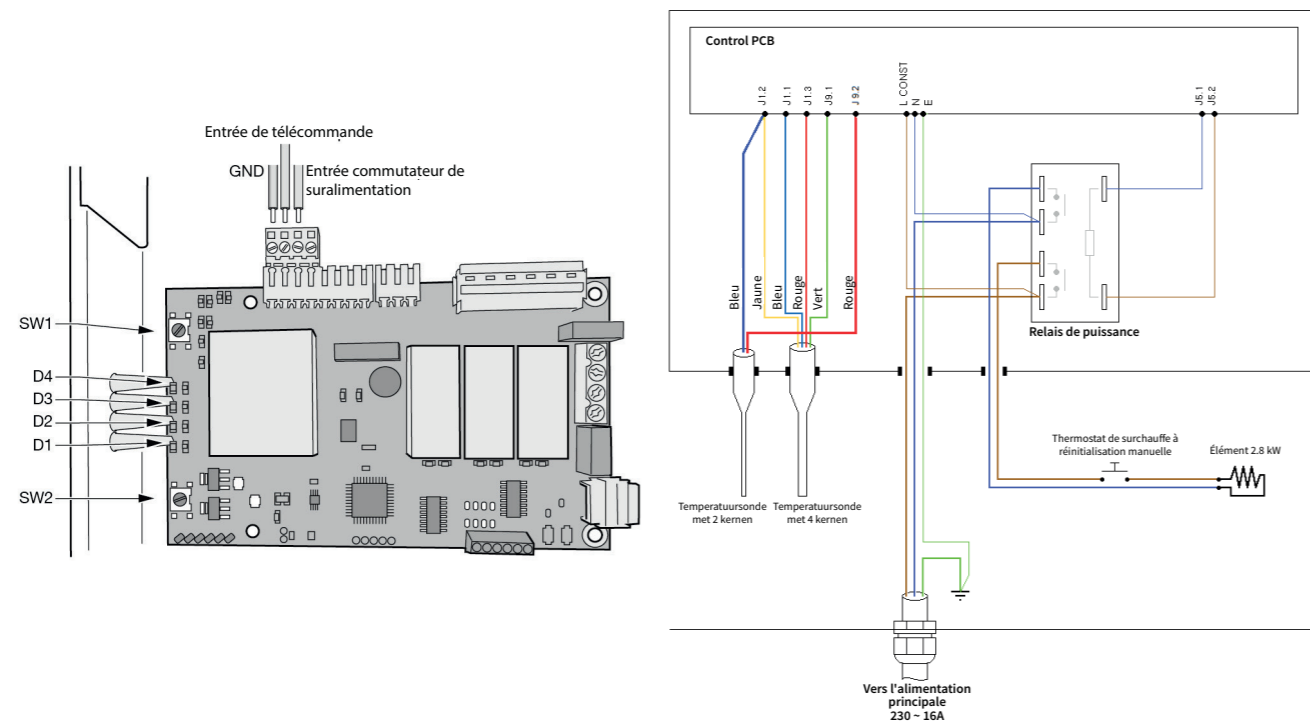 Entrée de télécommande
GND
Entrée commutateur de
suralimentation
SW1
D4
D3
D2
D1
SW2
Control PCB
J1.2
J1.1
J1.3
J9.1
J 9.2
L CONST
N
E
J5.1
J5.2
Bleu
Jaune
Bleu
Rouge
Vert
Rouge
Relais de puissance
Thermostat de surchauffe à
réinitialisation manuelle
Élément 2.8 kW
Temperatuursonde
met 2 kernen
Temperatuursonde
met 4 kernen
Vers l'alimentation
principale
230 ~ 16A